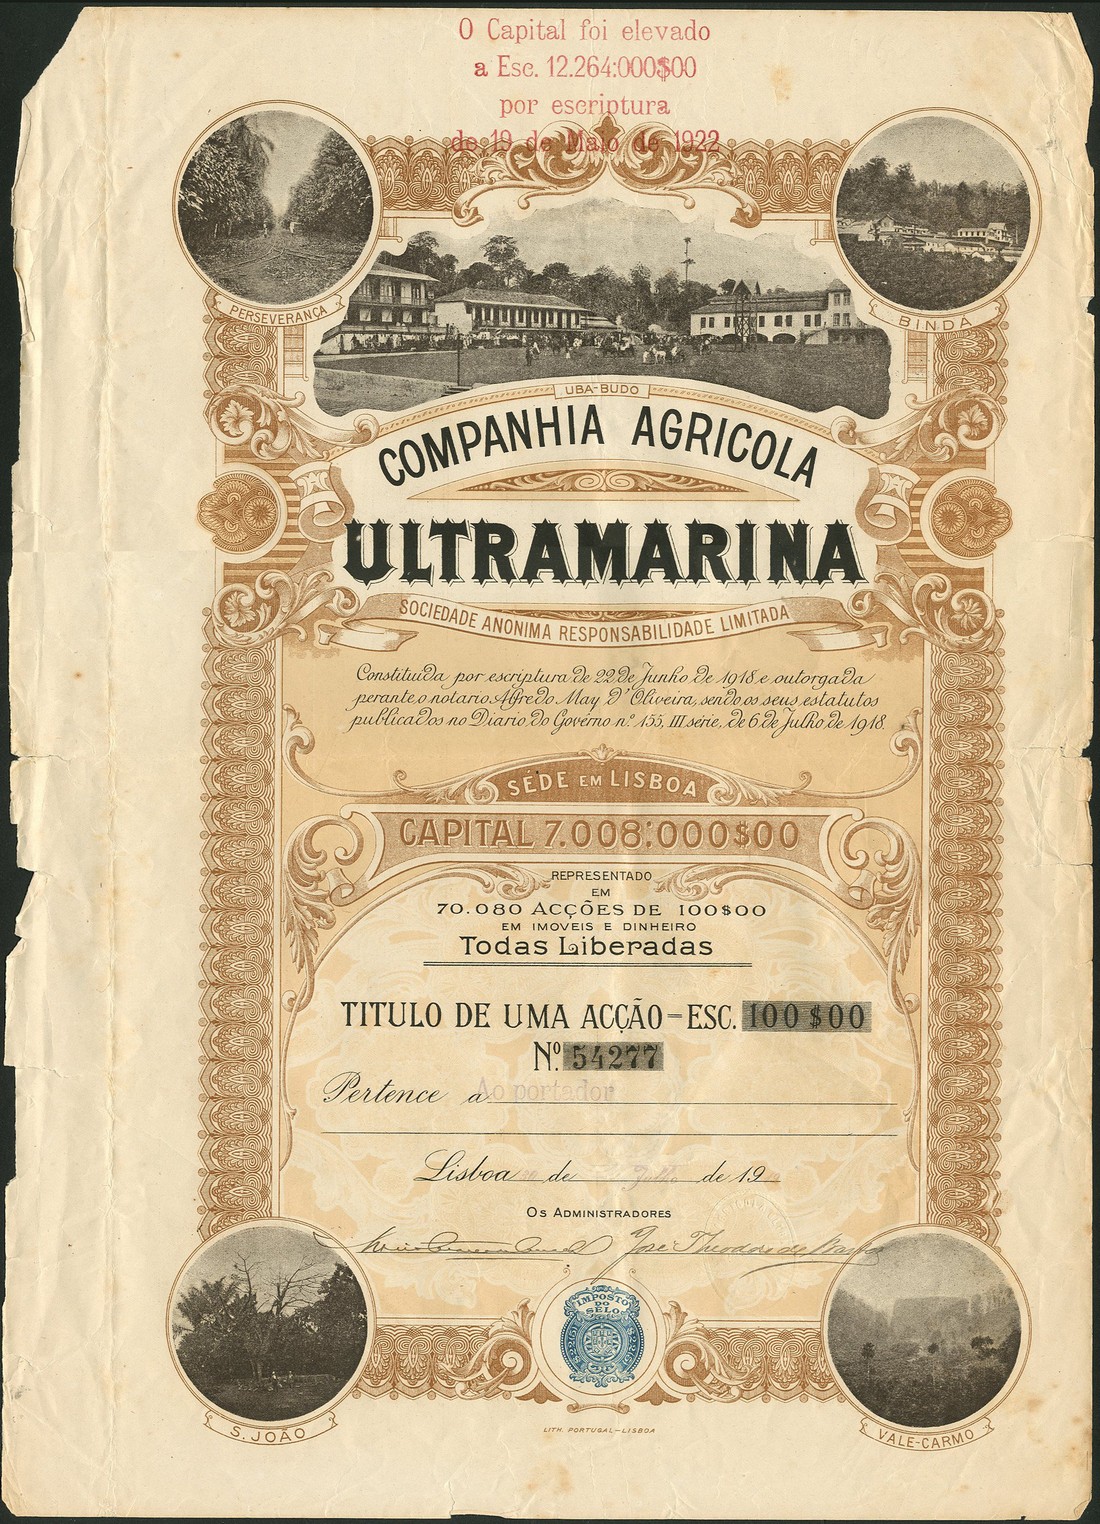 O Capital foi elevado
a Esc. 12.264:000$00
por escriptura
de 19 de Maio de 1922
PERSEVERANÇA
BINDA
UBA-BUDO
COMPANHIA AGRICOLA
ULTRAMARINA
SOCIEDADE ANONIMA RESPONSABILIDADE LIMITADA
Constituida por escriptura de 22 de Junho de 1918 e outorgada
perante o notario Alfredo May d'Oliveira, sendo os seus estatutos
publicados no Diario do Governo n.º 155, III série, de 6 de Julho de 1918.
SÉDE EM LISBOA
CAPITAL 7.008:000$00
REPRESENTADO
EM
70.080 ACÇÕES DE 100$00
EM IMOVEIS E DINHEIRO
Todas Liberadas
TITULO DE UMA ACÇÃO=ESC. 100$00
Nº 54277
Pertence a Ao portador
Lisboa de Julho de 19
Os Administradores
José Theodoro de
IMPOSTO
DO
SELO
S. JOÃO
VALE-CARMO
LITH. PORTUGAL-LISBOA